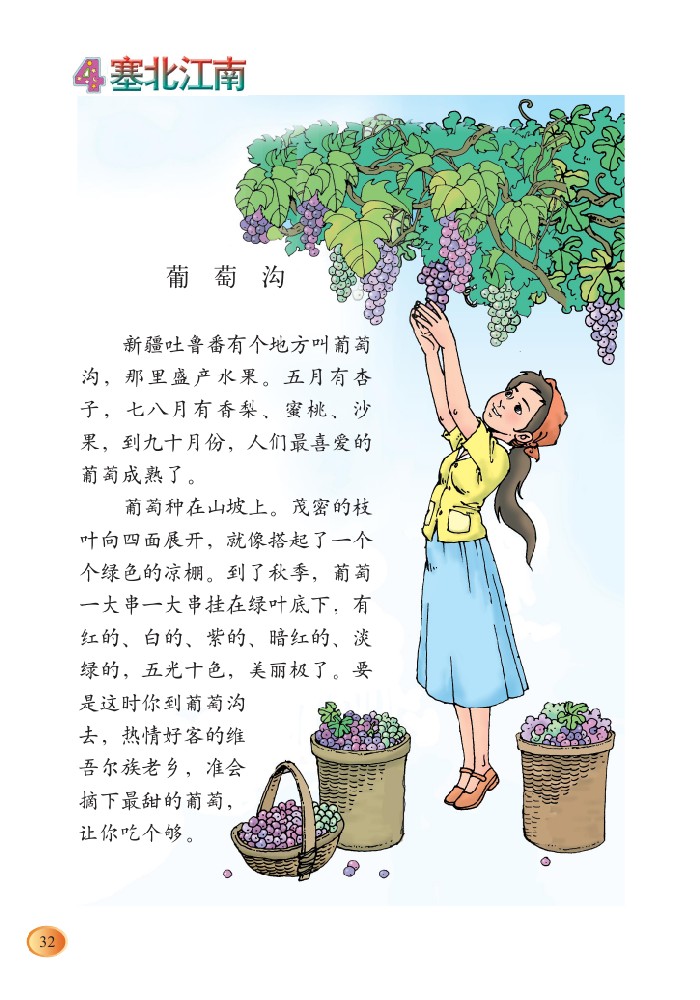 4 塞北江南
葡 萄 沟
新疆吐鲁番有个地方叫葡萄
沟，那里盛产水果。五月有杏
子，七八月有香梨、蜜桃、沙
果，到九十月份，人们最喜爱的
葡萄成熟了。
葡萄种在山坡上。茂密的枝
叶向四面展开，就像搭起了一个
个绿色的凉棚。到了秋季，葡萄
一大串一大串挂在绿叶底下，有
红的、白的、紫的、暗红的、淡
绿的，五光十色，美丽极了。要
是这时你到葡萄沟
去，热情好客的维
吾尔族老乡，准会
摘下最甜的葡萄，
让你吃个够。
32